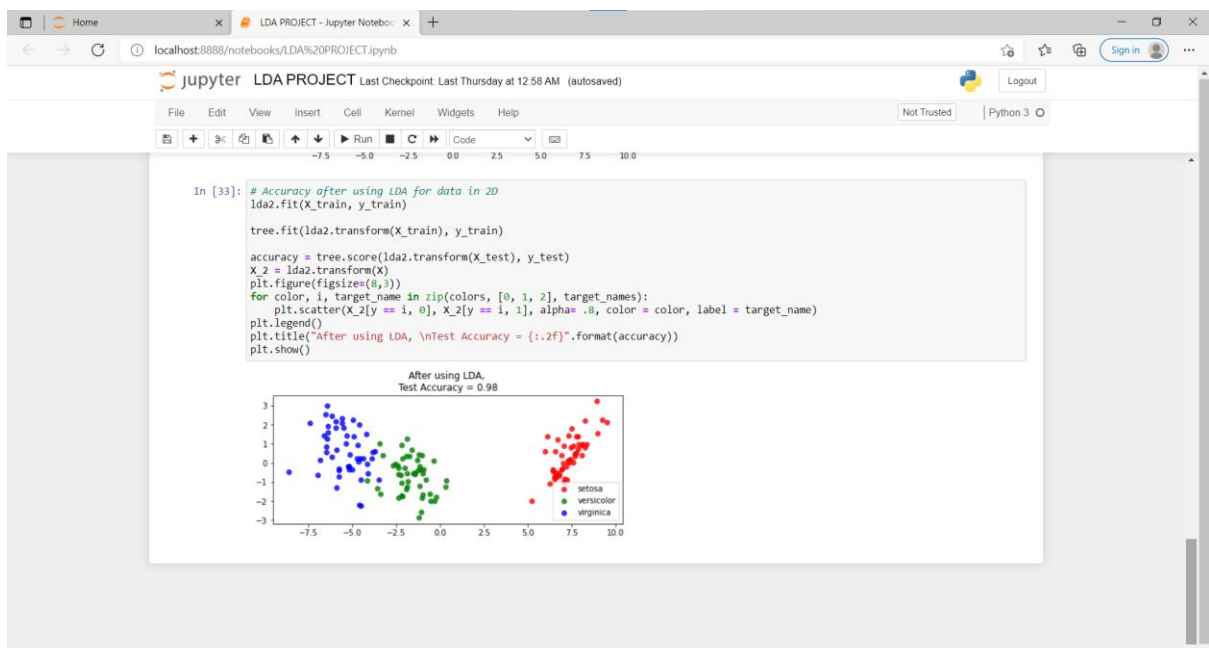 Home
LDA PROJECT - Jupyter Noteboo
localhost:8888/notebooks/LDA%20PROJECT.ipynb
Sign in
jupyter LDA PROJECT Last Checkpoint: Last Thursday at 12:58 AM (autosaved)
Logout
File Edit View Insert Cell Kernel Widgets Help
Not Trusted Python 3
Run Code
−7.5 −5.0 −2.5 0.0 2.5 5.0 7.5 10.0
In [33]: # Accuracy after using LDA for data in 2D
lda2.fit(X_train, y_train)
tree.fit(lda2.transform(X_train), y_train)
accuracy = tree.score(lda2.transform(X_test), y_test)
X_2 = lda2.transform(X)
plt.figure(figsize=(8,3))
for color, i, target_name in zip(colors, [0, 1, 2], target_names):
    plt.scatter(X_2[y == i, 0], X_2[y == i, 1], alpha= .8, color = color, label = target_name)
plt.legend()
plt.title("After using LDA, \nTest Accuracy = {:.2f}".format(accuracy))
plt.show()
After using LDA,
Test Accuracy = 0.98
3
2
1
0
−1
−2
−3
setosa
versicolor
virginica
−7.5 −5.0 −2.5 0.0 2.5 5.0 7.5 10.0